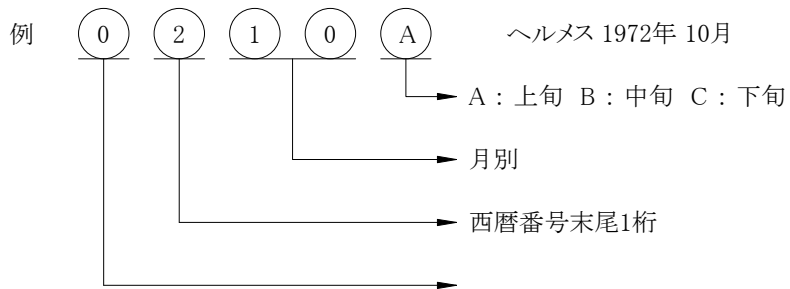 例 0 2 1 0 A ヘルメス 1972年 10月
A : 上旬 B : 中旬 C : 下旬
月別
西暦番号末尾1桁